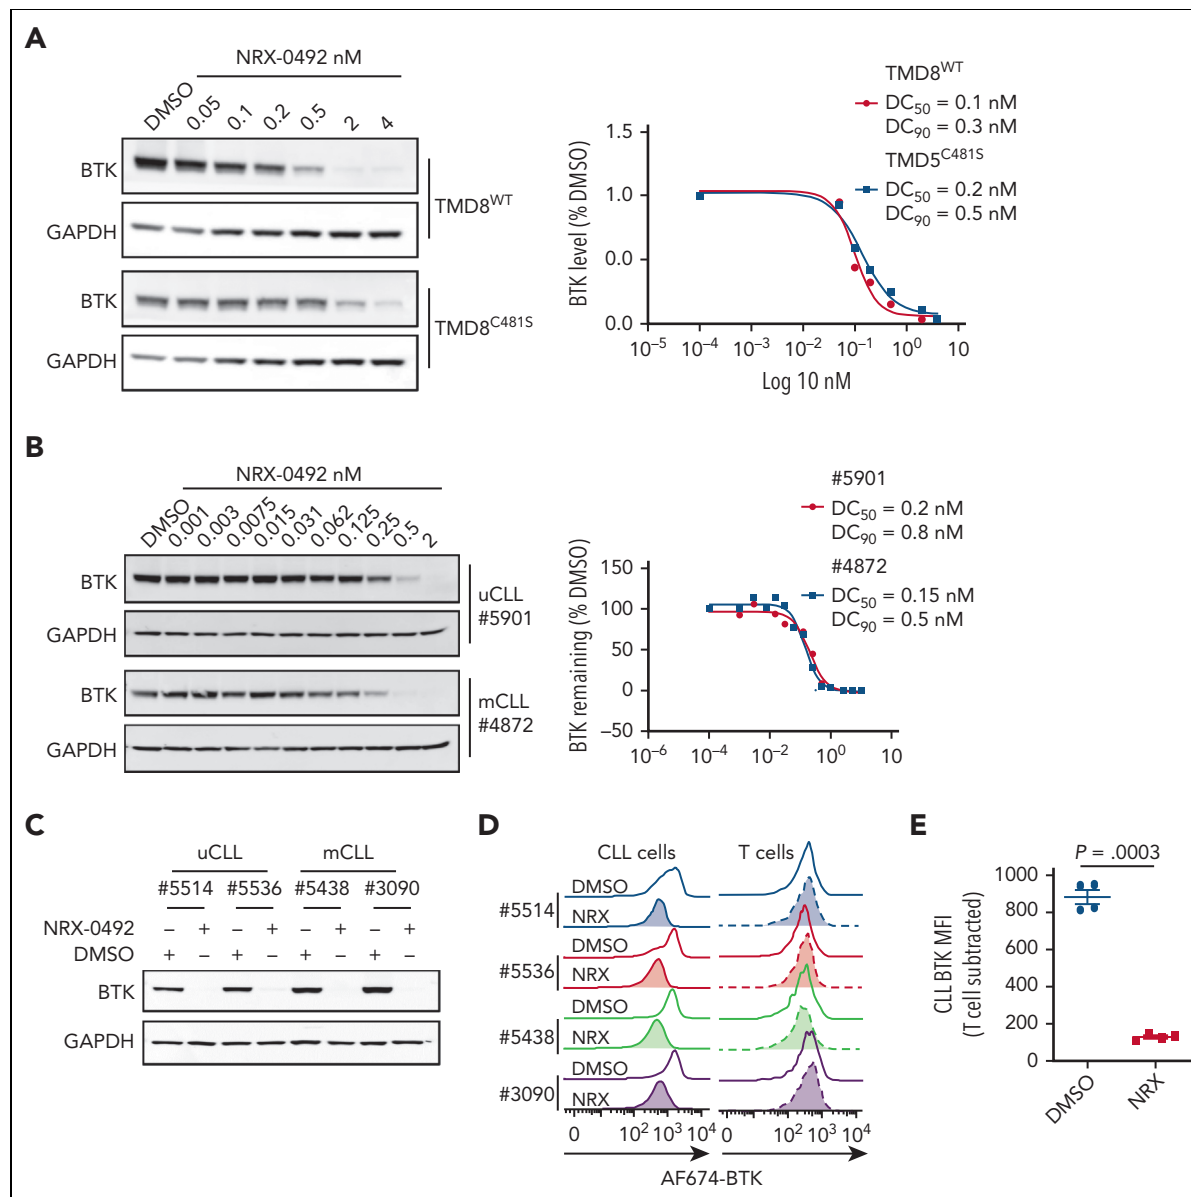 A
NRX-0492 nM
DMSO 0.05 0.1 0.2 0.5 2 4
BTK
GAPDH
TMD8WT
BTK
GAPDH
TMD8C481S
TMD8WT
DC50 = 0.1 nM
DC90 = 0.3 nM
TMD5C481S
DC50 = 0.2 nM
DC90 = 0.5 nM
BTK level (% DMSO)
1.5
1.0
0.0
0.0
10−5 10−4 10−3 10−2 10−1 100 10
Log 10 nM
B
NRX-0492 nM
DMSO 0.001 0.003 0.0075 0.015 0.031 0.062 0.125 0.25 0.5 2
BTK
GAPDH
uCLL
#5901
BTK
GAPDH
mCLL
#4872
#5901
DC50 = 0.2 nM
DC90 = 0.8 nM
#4872
DC50 = 0.15 nM
DC90 = 0.5 nM
BTK remaining (% DMSO)
150
100
50
0
−50
10−6 10−4 10−2 100 10
C
uCLL mCLL
#5514 #5536 #5438 #3090
NRX-0492 − + − + − + − +
DMSO + − + − + − + −
BTK
GAPDH
D
CLL cells T cells
#5514
DMSO
NRX
#5536
DMSO
NRX
#5438
DMSO
NRX
#3090
DMSO
NRX
0 102 103 104 0 102 103 104
AF674-BTK
E
P = .0003
CLL BTK MFI
(T cell subtracted)
1000
800
600
400
200
0
DMSO NRX